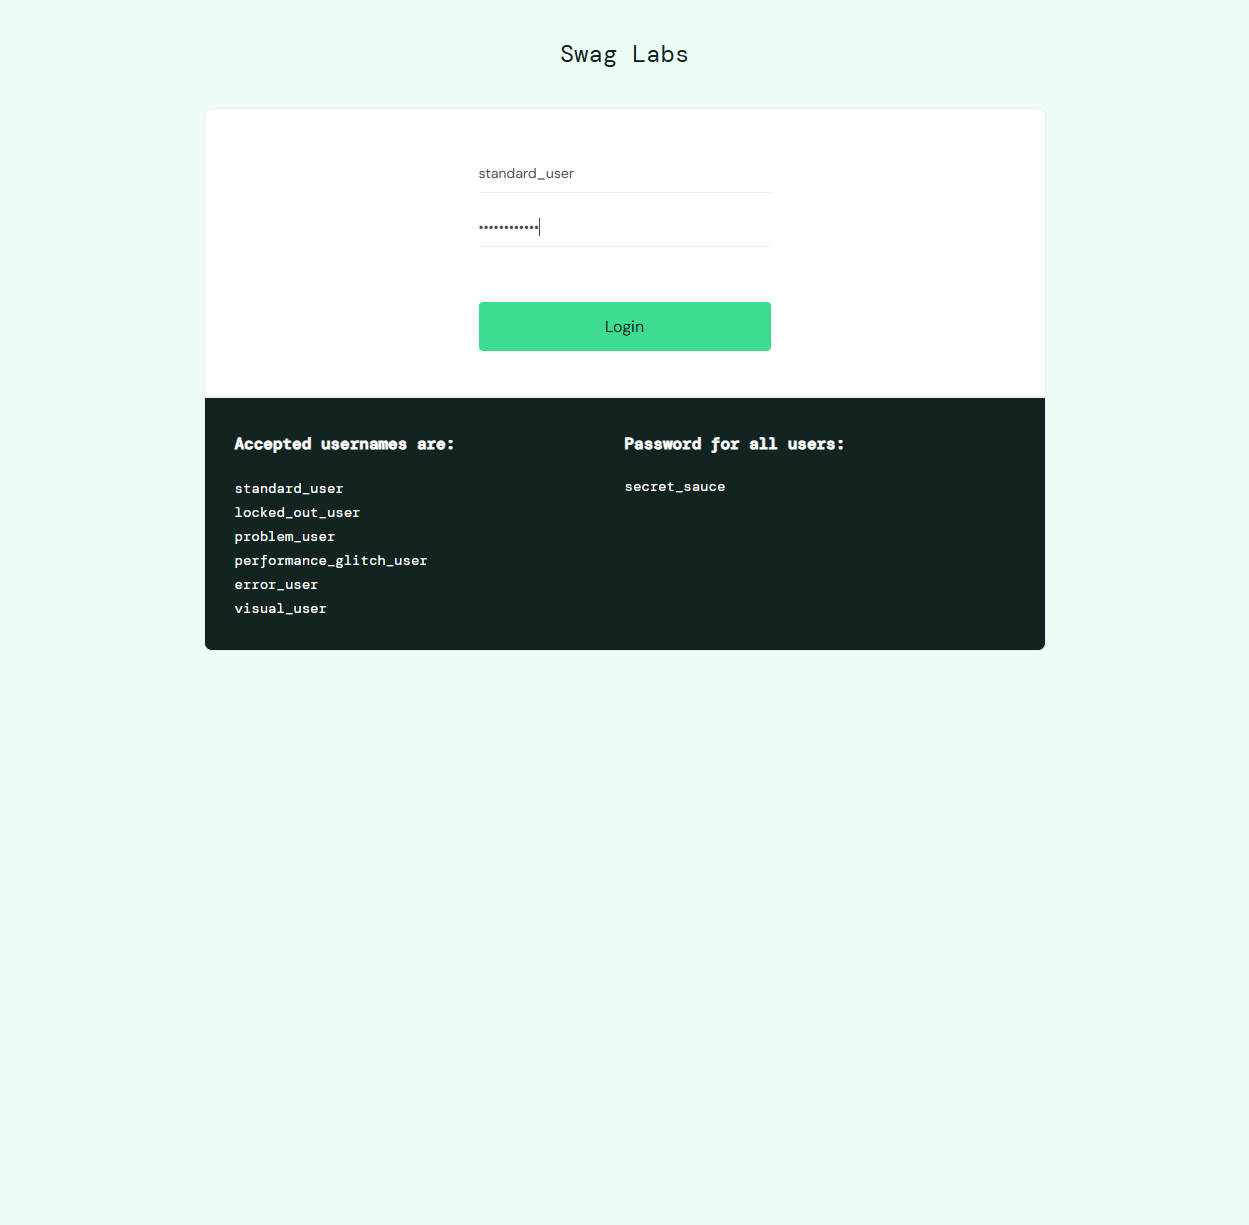 Swag Labs
standard_user
••••••••••••
Login
Accepted usernames are:
standard_user
locked_out_user
problem_user
performance_glitch_user
error_user
visual_user
Password for all users:
secret_sauce